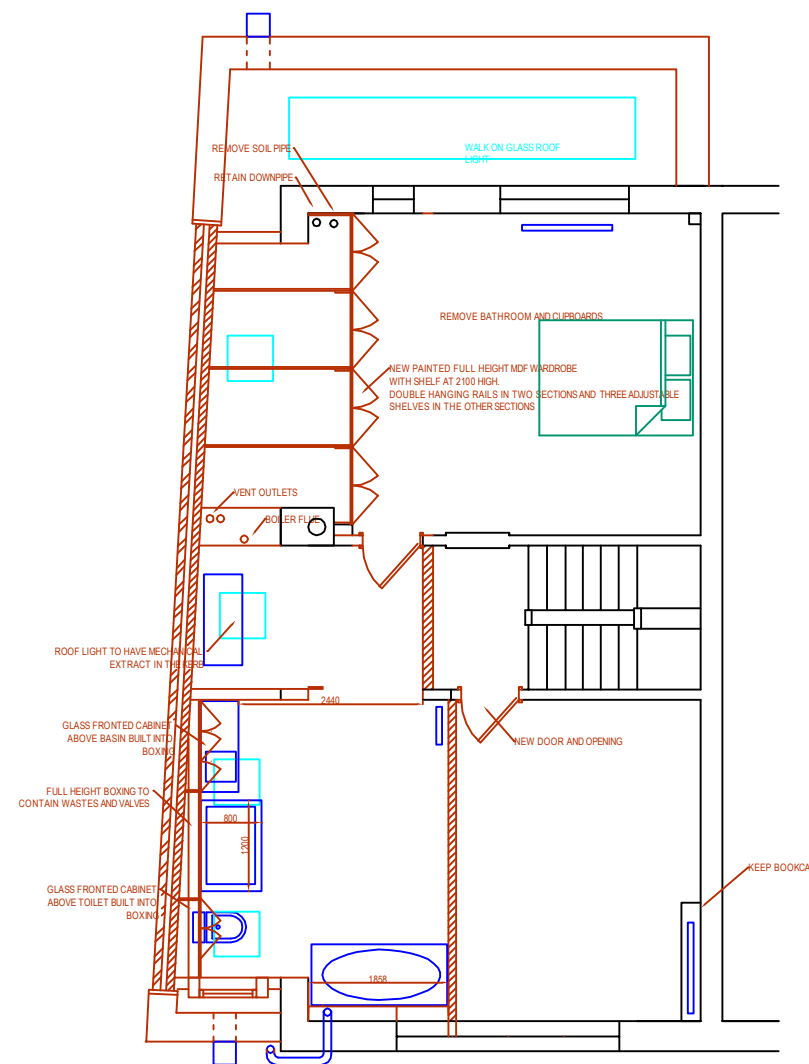 WALK ON GLASS ROOF
LIGHT
REMOVE SOIL PIPE
RETAIN DOWNPIPE
REMOVE BATHROOM AND CUPBOARDS
NEW PAINTED FULL HEIGHT MDF WARDROBE
WITH SHELF AT 2100 HIGH.
DOUBLE HANGING RAILS IN TWO SECTIONS AND THREE ADJUSTABLE
SHELVES IN THE OTHER SECTIONS
VENT OUTLETS
BOILER FLUE
ROOF LIGHT TO HAVE MECHANICAL
EXTRACT IN THE KERB
2440
GLASS FRONTED CABINET
ABOVE BASIN BUILT INTO
BOXING
NEW DOOR AND OPENING
FULL HEIGHT BOXING TO
CONTAIN WASTES AND VALVES
800
1200
KEEP BOOKCA
GLASS FRONTED CABINET
ABOVE TOILET BUILT INTO
BOXING
1858